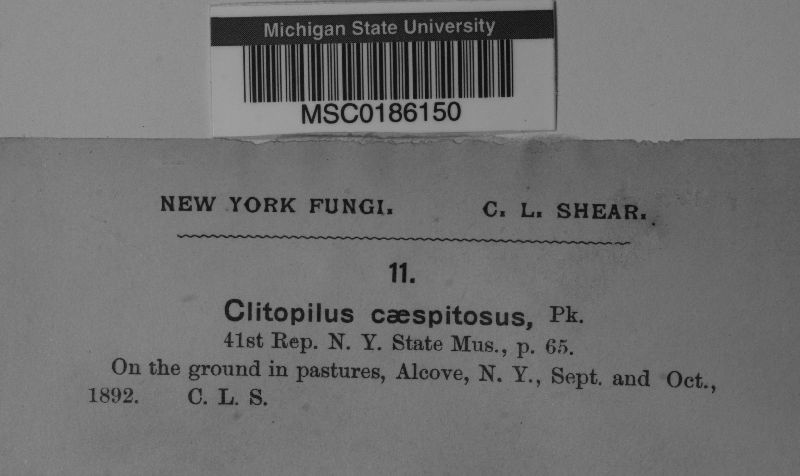 Michigan State University
MSC0186150
NEW YORK FUNGI. C. L. SHEAR.
11.
Clitopilus cæspitosus, Pk.
41st Rep. N. Y. State Mus., p. 65.
On the ground in pastures, Alcove, N. Y., Sept. and Oct.,
1892. C. L. S.